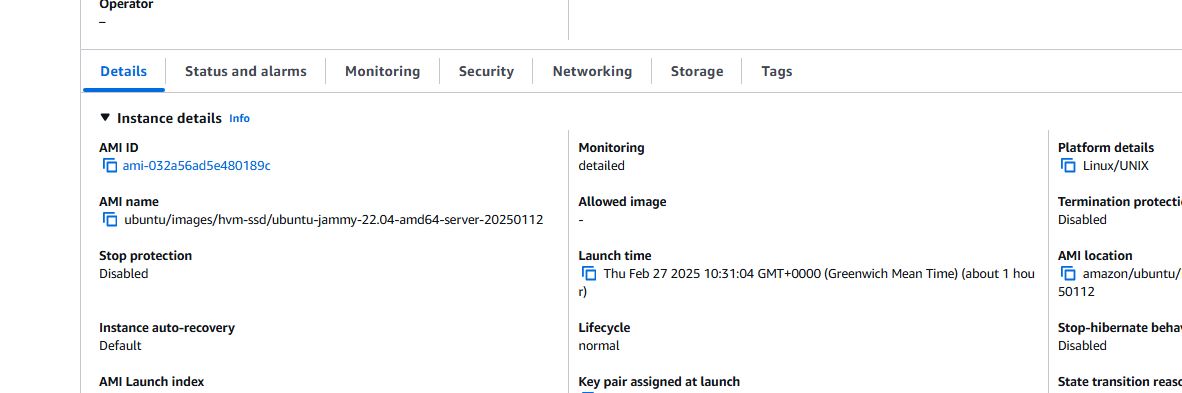 Operator
–
Details
Status and alarms
Monitoring
Security
Networking
Storage
Tags
Instance details Info
AMI ID
ami-032a56ad5e480189c
AMI name
ubuntu/images/hvm-ssd/ubuntu-jammy-22.04-amd64-server-20250112
Stop protection
Disabled
Instance auto-recovery
Default
AMI Launch index
Monitoring
detailed
Allowed image
-
Launch time
Thu Feb 27 2025 10:31:04 GMT+0000 (Greenwich Mean Time) (about 1 hou
r)
Lifecycle
normal
Key pair assigned at launch
Platform details
Linux/UNIX
Termination protecti
Disabled
AMI location
amazon/ubuntu/
50112
Stop-hibernate beha
Disabled
State transition reas